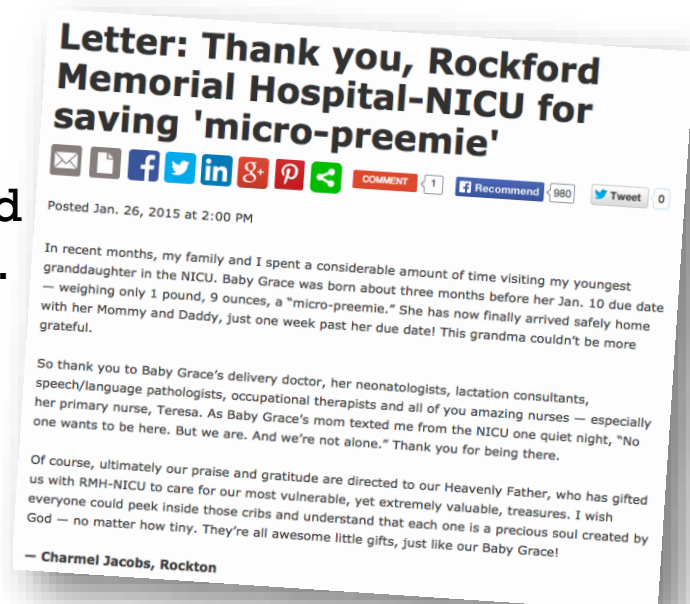 Letter: Thank you, Rockford
Memorial Hospital-NICU for
saving 'micro-preemie'
COMMENT 1 Recommend 980 Tweet 0
d
.
Posted Jan. 26, 2015 at 2:00 PM
In recent months, my family and I spent a considerable amount of time visiting my youngest
granddaughter in the NICU. Baby Grace was born about three months before her Jan. 10 due date
— weighing only 1 pound, 9 ounces, a “micro-preemie.” She has now finally arrived safely home
with her Mommy and Daddy, just one week past her due date! This grandma couldn’t be more
grateful.
So thank you to Baby Grace’s delivery doctor, her neonatologists, lactation consultants,
speech/language pathologists, occupational therapists and all of you amazing nurses — especially
her primary nurse, Teresa. As Baby Grace’s mom texted me from the NICU one quiet night, “No
one wants to be here. But we are. And we’re not alone.” Thank you for being there.
Of course, ultimately our praise and gratitude are directed to our Heavenly Father, who has gifted
us with RMH-NICU to care for our most vulnerable, yet extremely valuable, treasures. I wish
everyone could peek inside those cribs and understand that each one is a precious soul created by
God — no matter how tiny. They’re all awesome little gifts, just like our Baby Grace!
— Charmel Jacobs, Rockton